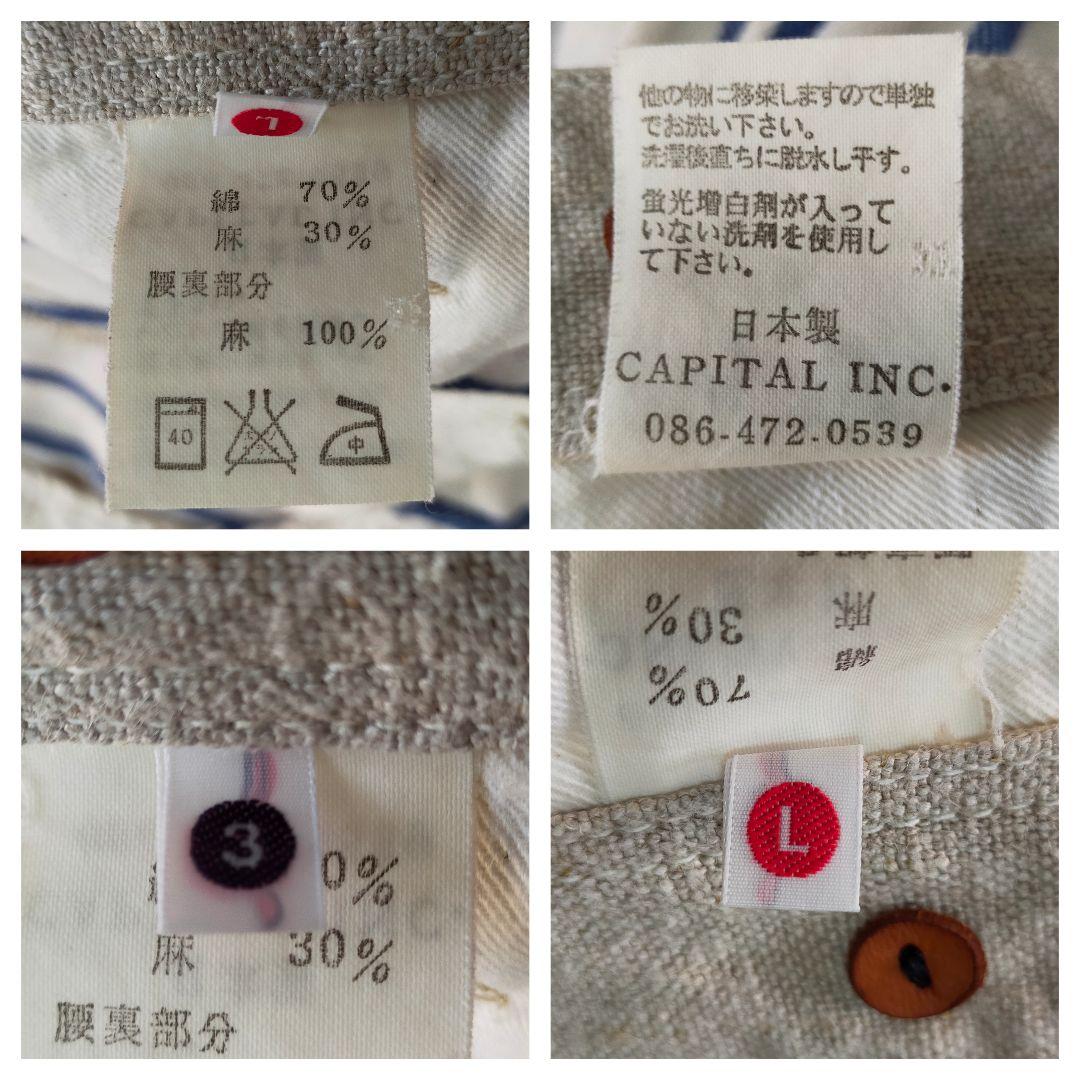 L
綿 70%
麻 30%
腰裏部分
麻 100%
40
中
他の物に移染しますので単独
でお洗い下さい。
洗濯後直ちに脱水し干す。
蛍光増白剤が入って
いない洗剤を使用し
て下さい。
日本製
CAPITAL INC.
086-472-0539
3
0%
麻 30%
腰裏部分
麻 30%
綿 70%
L